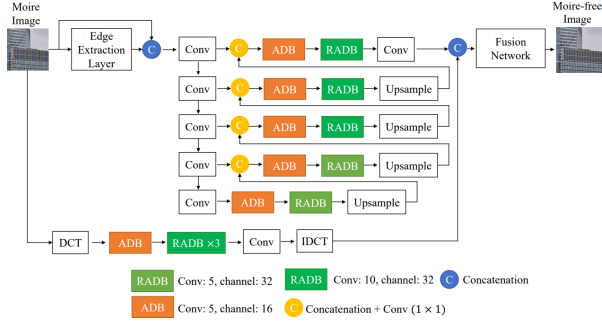 Moire
Image
Moire-free
Image
Edge
Extraction
Layer
C
Conv
C
ADB
RADB
Conv
C
Fusion
Network
Conv
C
ADB
RADB
Upsample
Conv
C
ADB
RADB
Upsample
Conv
C
ADB
RADB
Upsample
Conv
ADB
RADB
Upsample
DCT
ADB
RADB ×3
Conv
IDCT
RADB Conv: 5, channel: 32
RADB Conv: 10, channel: 32
C Concatenation
ADB Conv: 5, channel: 16
C Concatenation + Conv (1 × 1)